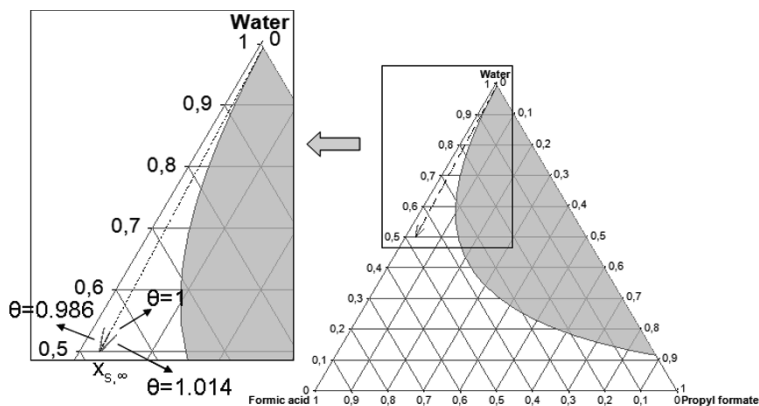 Water
1 0
0,9
0,8
0,7
0,6
θ=0.986
θ=1
0,5
x_{s,∞}
θ=1.014
Water
1 0
0,9 0,1
0,8 0,2
0,7 0,3
0,6 0,4
0,5 0,5
0,4 0,6
0,3 0,7
0,2 0,8
0,1 0,9
Formic acid 1 0 1 Propyl formate
0,9 0,8 0,7 0,6 0,5 0,4 0,3 0,2 0,1 0